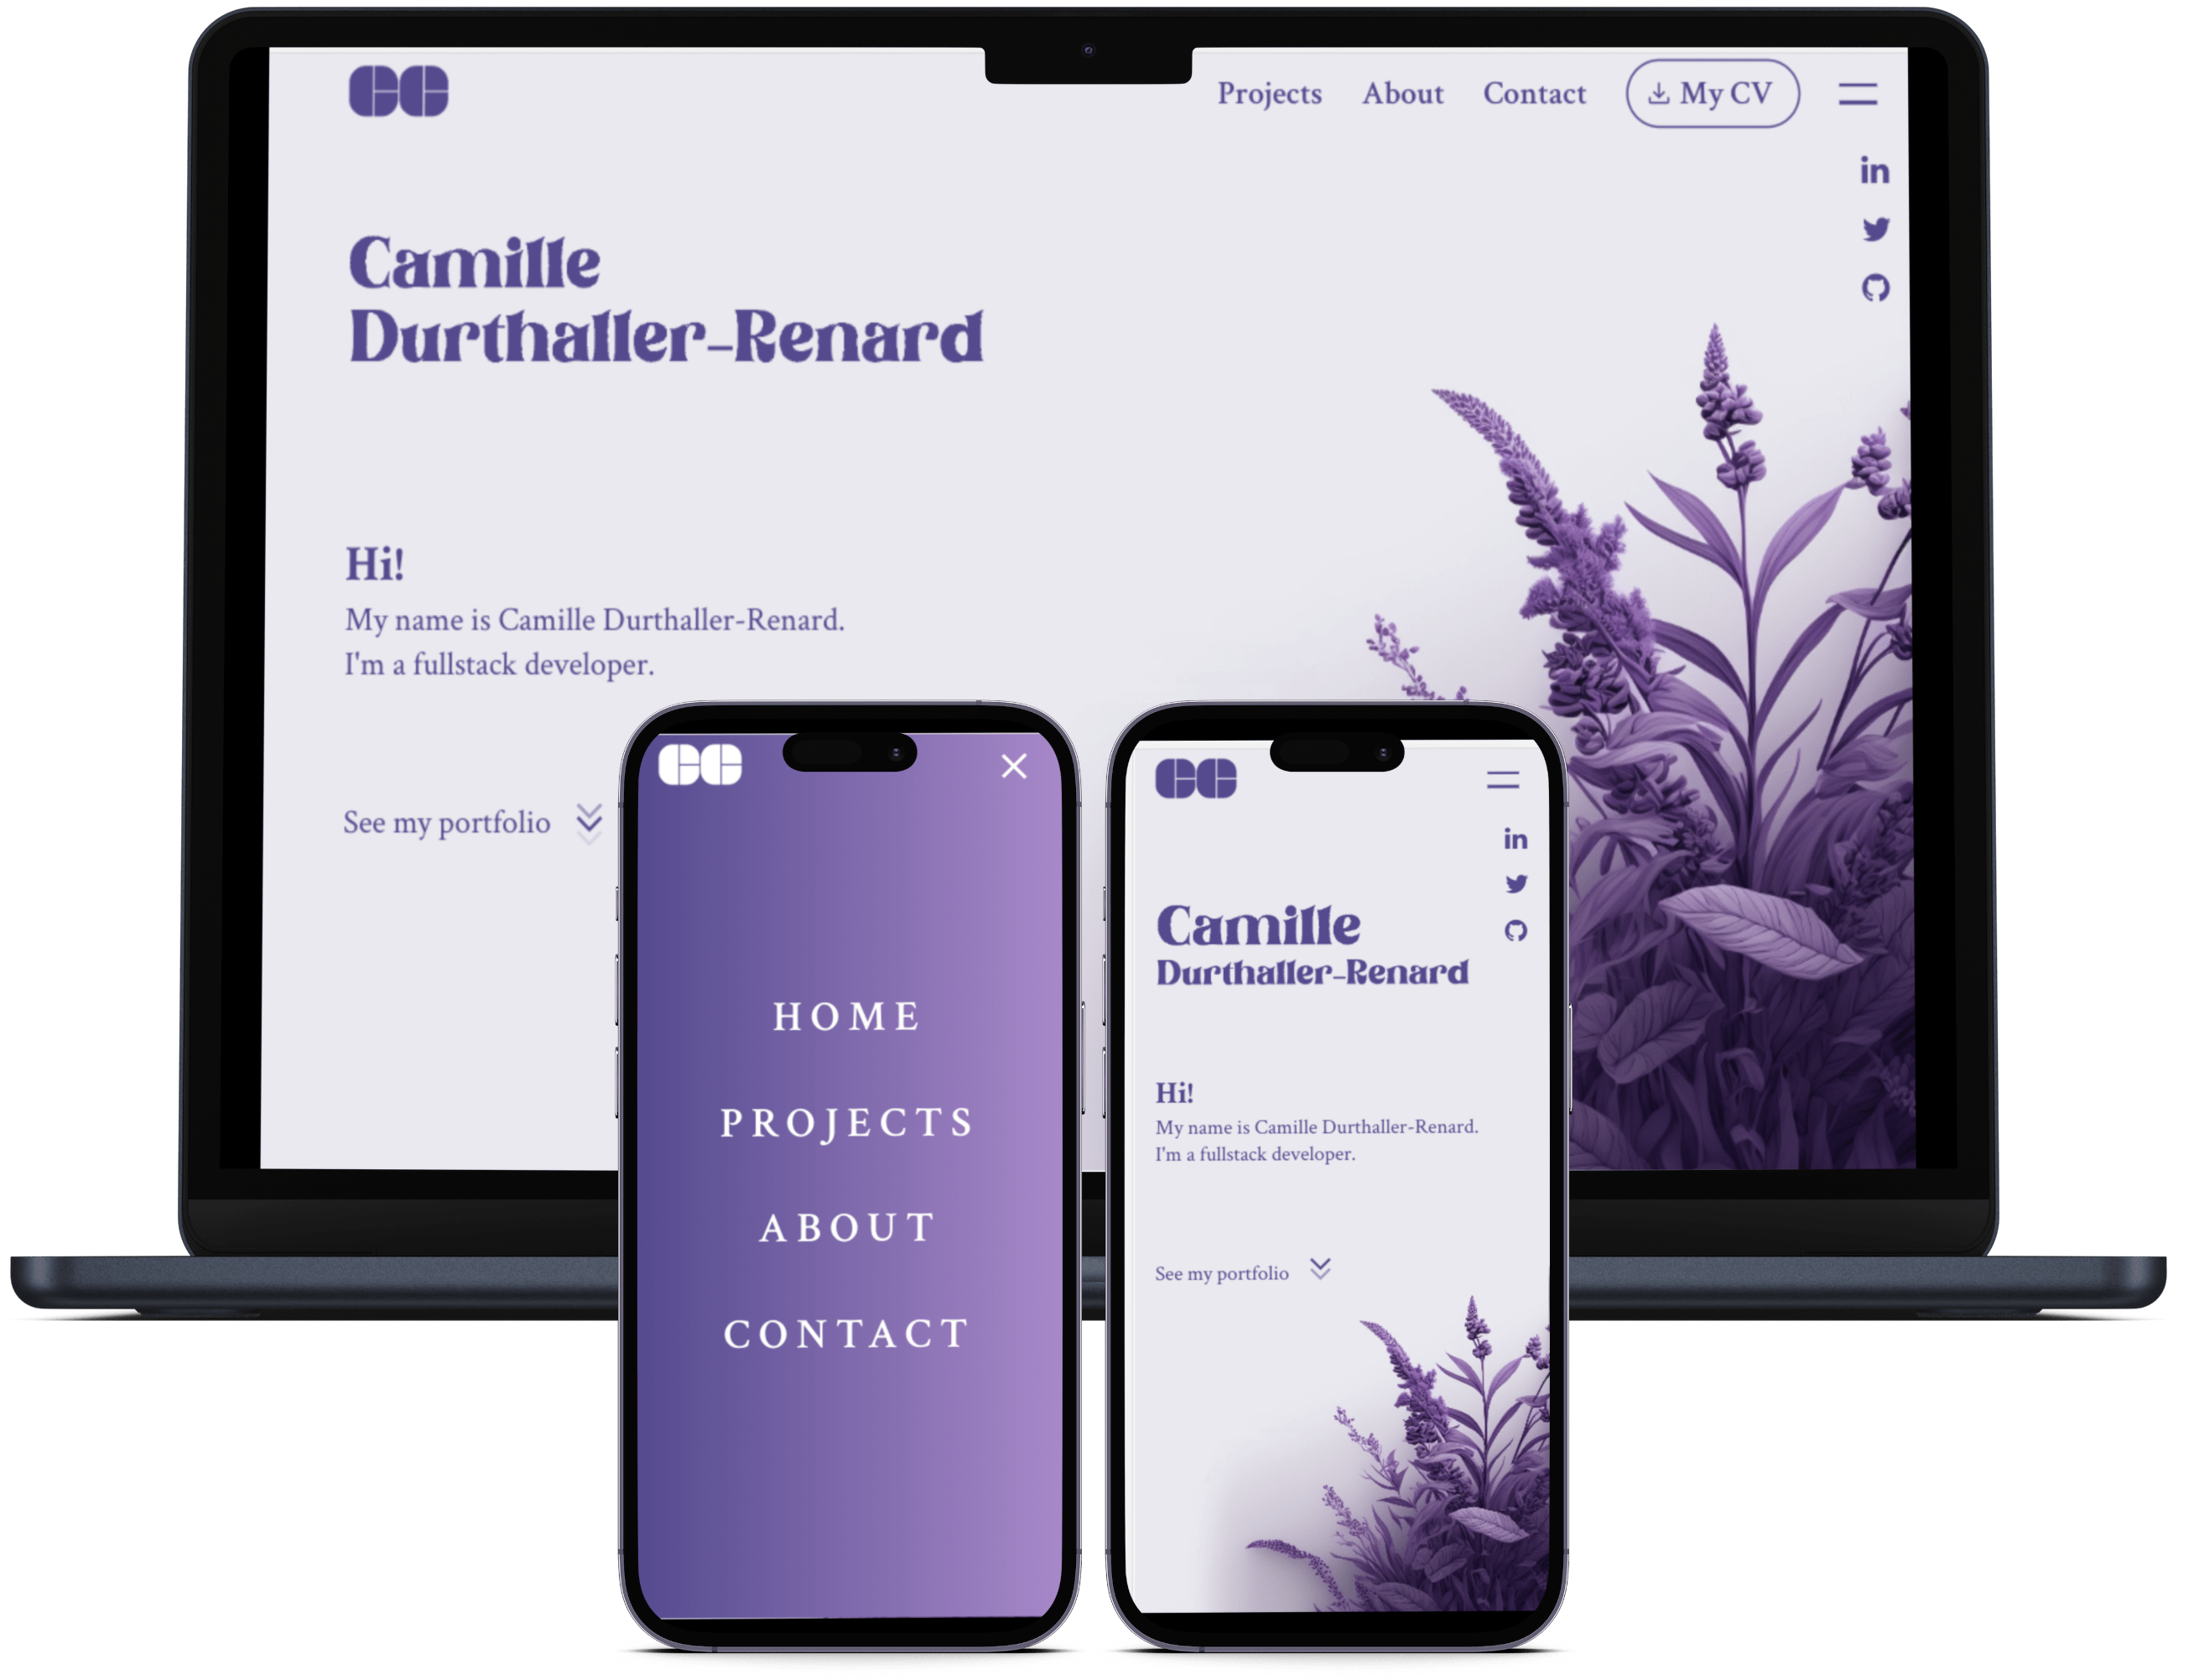 CC
Projects About Contact My CV
in
Camille
Durthaller-Renard
Hi!
My name is Camille Durthaller-Renard.
I'm a fullstack developer.
See my portfolio
CC
HOME
PROJECTS
ABOUT
CONTACT
CC
in
Camille
Durthaller-Renard
Hi!
My name is Camille Durthaller-Renard.
I'm a fullstack developer.
See my portfolio